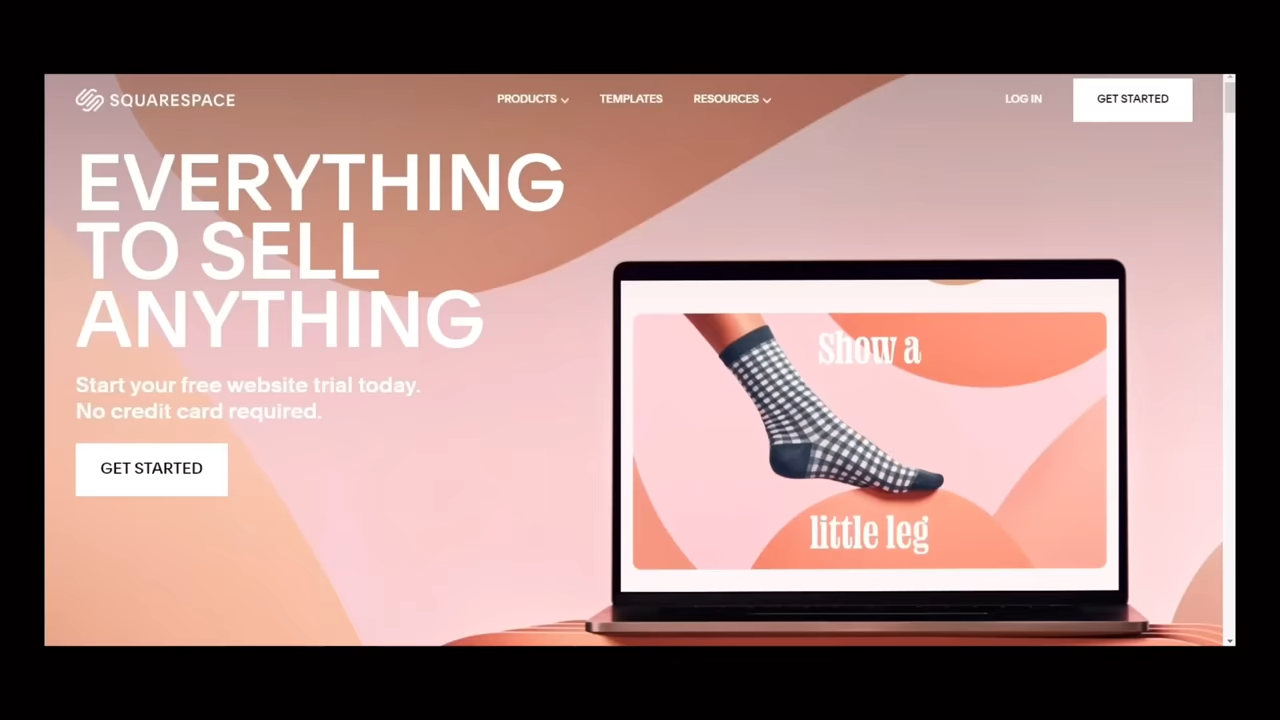 SQUARESPACE
PRODUCTS
TEMPLATES
RESOURCES
LOG IN
GET STARTED
EVERYTHING
TO SELL
ANYTHING
Start your free website trial today.
No credit card required.
GET STARTED
Show a
little leg